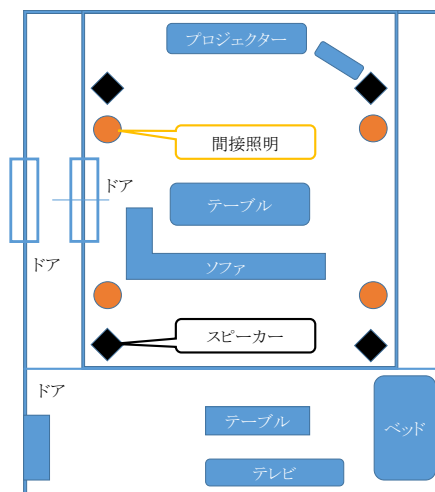 プロジェクター
間接照明
ドア
テーブル
ドア
ソファ
スピーカー
ドア
テーブル
ベッド
テレビ